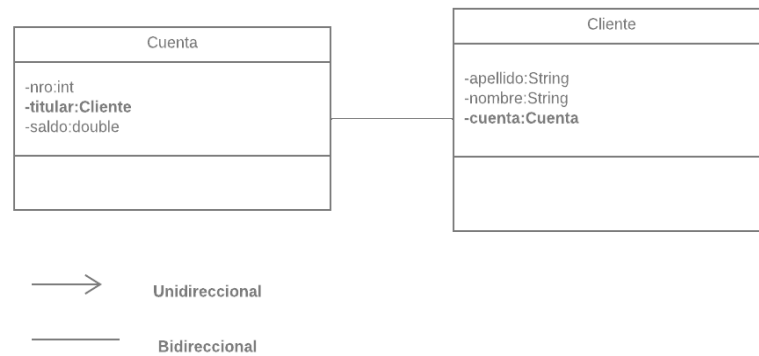 Cuenta
-nro:int
-titular:Cliente
-saldo:double
Cliente
-apellido:String
-nombre:String
-cuenta:Cuenta
Unidireccional
Bidireccional